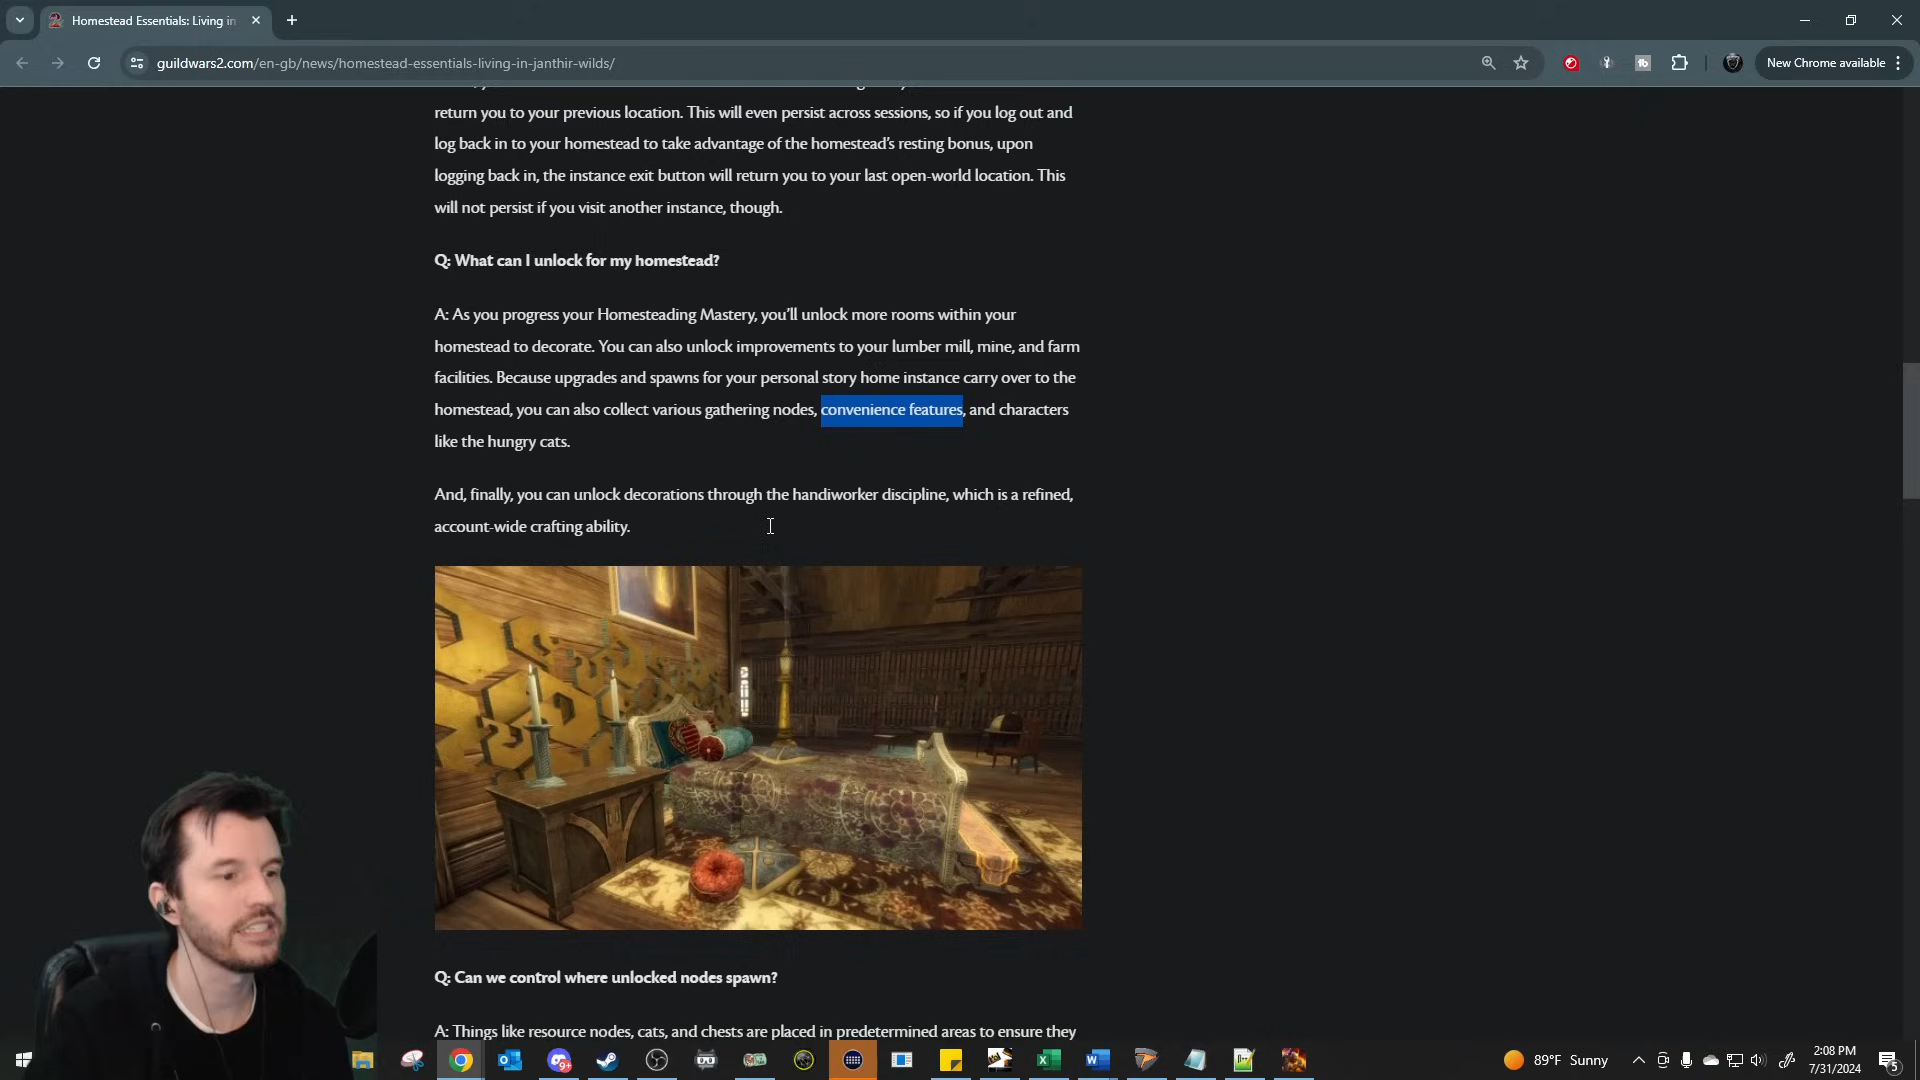 Homestead Essentials: Living in
guildwars2.com/en-gb/news/homestead-essentials-living-in-janthir-wilds/
New Chrome available
return you to your previous location. This will even persist across sessions, so if you log out and
log back in to your homestead to take advantage of the homestead's resting bonus, upon
logging back in, the instance exit button will return you to your last open-world location. This
will not persist if you visit another instance, though.
Q: What can I unlock for my homestead?
A: As you progress your Homesteading Mastery, you'll unlock more rooms within your
homestead to decorate. You can also unlock improvements to your lumber mill, mine, and farm
facilities. Because upgrades and spawns for your personal story home instance carry over to the
homestead, you can also collect various gathering nodes, convenience features, and characters
like the hungry cats.
And, finally, you can unlock decorations through the handiworker discipline, which is a refined,
account-wide crafting ability.
Q: Can we control where unlocked nodes spawn?
A: Things like resource nodes, cats, and chests are placed in predetermined areas to ensure they
89°F Sunny
2:08 PM
7/31/2024
5